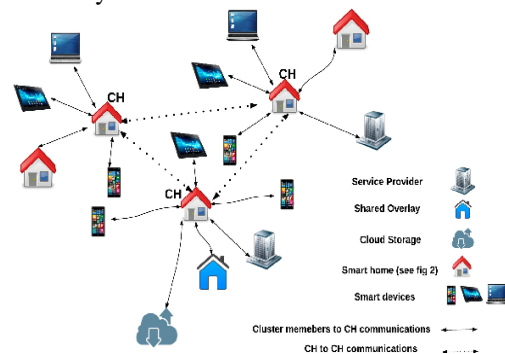 CH
CH
CH
Service Provider
Shared Overlay
Cloud Storage
Smart home (see fig 2)
Smart devices
Cluster memebers to CH communications
CH to CH communications